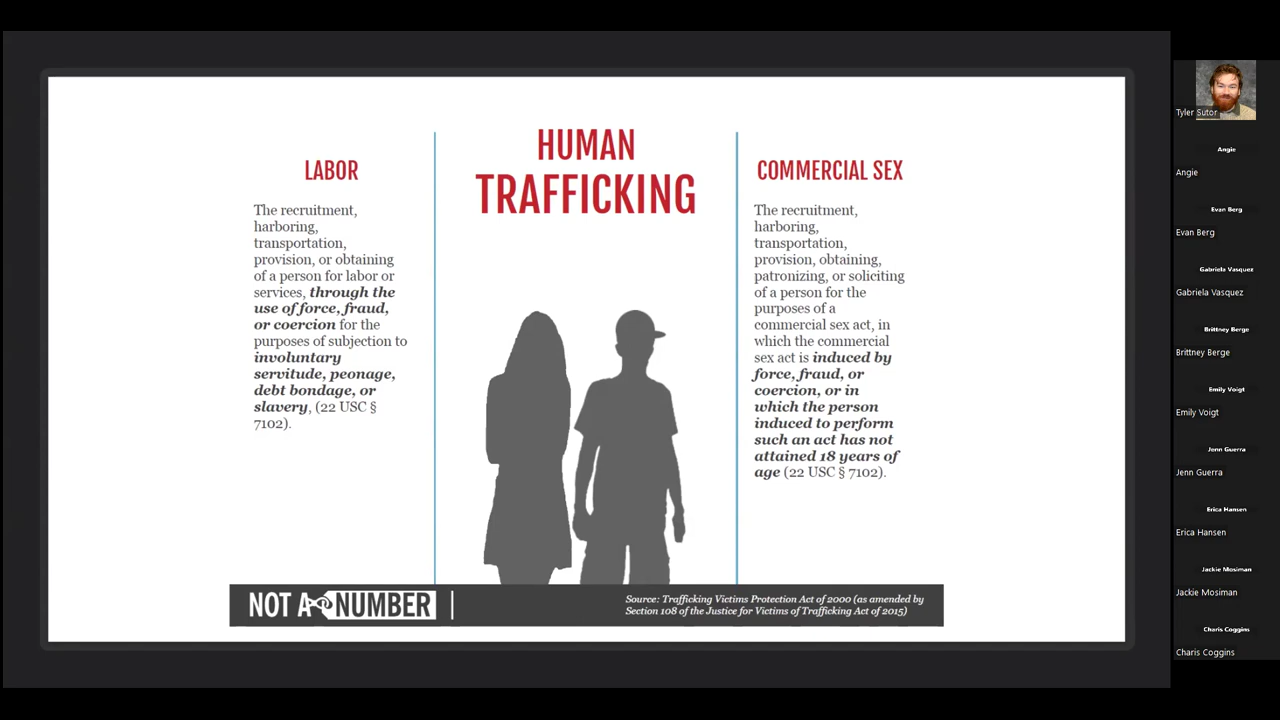 LABOR
The recruitment,
harboring,
transportation,
provision, or obtaining
of a person for labor or
services, through the
use of force, fraud,
or coercion for the
purposes of subjection to
involuntary
servitude, peonage,
debt bondage, or
slavery, (22 USC §
7102).
HUMAN
TRAFFICKING
COMMERCIAL SEX
The recruitment,
harboring,
transportation,
provision, obtaining,
patronizing, or soliciting
of a person for the
purposes of a
commercial sex act, in
which the commercial
sex act is induced by
force, fraud, or
coercion, or in
which the person
induced to perform
such an act has not
attained 18 years of
age (22 USC § 7102).
NOT A NUMBER
Source: Trafficking Victims Protection Act of 2000 (as amended by
Section 108 of the Justice for Victims of Trafficking Act of 2015)
Tyler Sutor
Angie
Angie
Evan Berg
Evan Berg
Gabriela Vasquez
Gabriela Vasquez
Brittney Berge
Brittney Berge
Emily Voigt
Emily Voigt
Jenn Guerra
Jenn Guerra
Erica Hansen
Erica Hansen
Jackie Mosiman
Jackie Mosiman
Charis Coggins
Charis Coggins